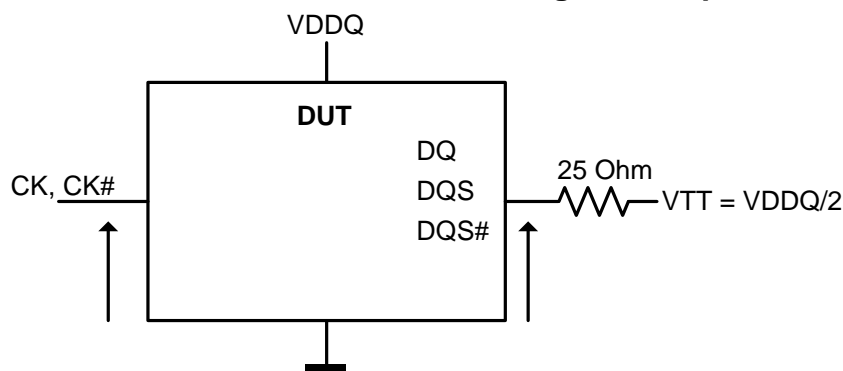 VDDQ
DUT
DQ
25 Ohm
CK, CK#
DQS
VTT = VDDQ/2
DQS#